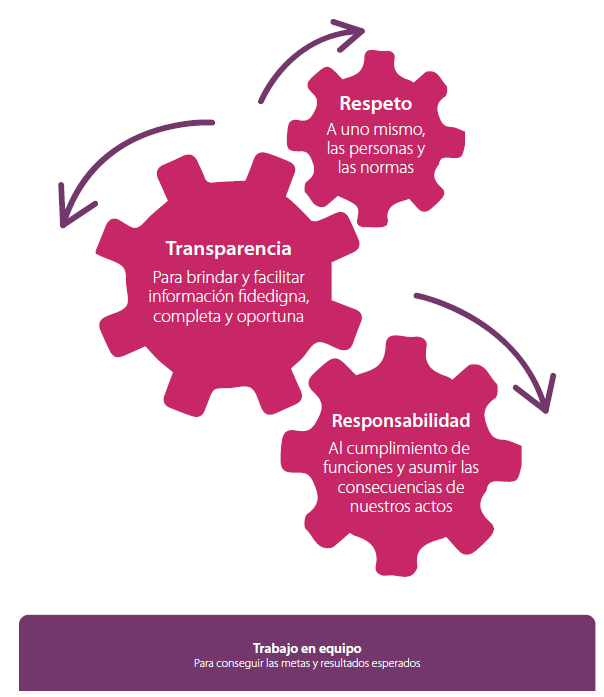 Respeto
A uno mismo,
las personas y
las normas
Transparencia
Para brindar y facilitar
información fidedigna,
completa y oportuna
Responsabilidad
Al cumplimiento de
funciones y asumir las
consecuencias de
nuestros actos
Trabajo en equipo
Para conseguir las metas y resultados esperados